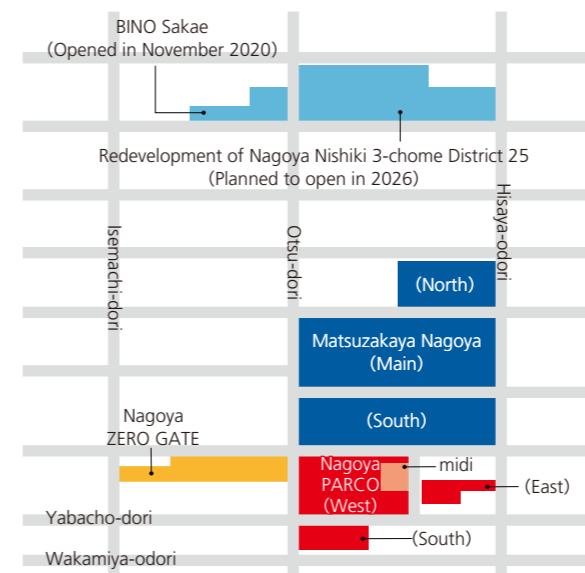 BINO Sakae
(Opened in November 2020)
Redevelopment of Nagoya Nishiki 3-chome District 25
(Planned to open in 2026)
Isemachi-dori
Otsu-dori
Hisaya-odori
(North)
Matsuzakaya Nagoya
(Main)
(South)
Nagoya
ZERO GATE
Nagoya
PARCO
(West)
midi
(East)
Yabacho-dori
(South)
Wakamiya-odori